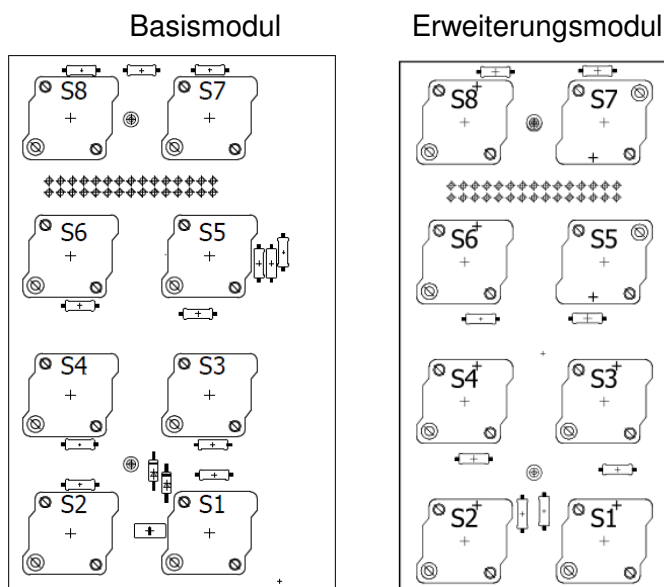 Basismodul Erweiterungsmodul
S8 S7 S8 S7
S6 S5 S6 S5
S4 S3 S4 S3
S2 S1 S2 S1